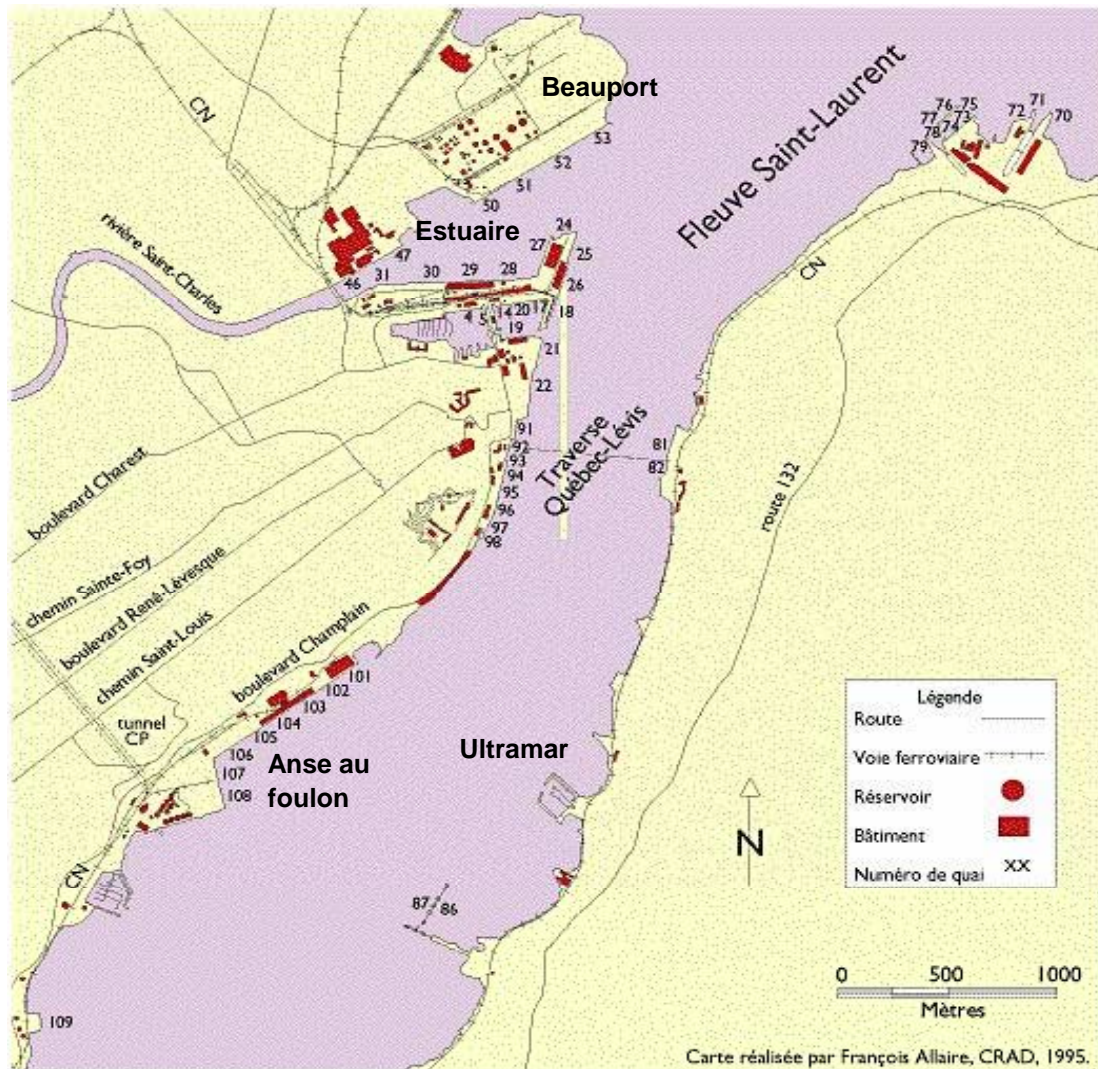 Beauport
CN
Fleuve Saint-Laurent
53
52
51
50
76
75
77
73
78
74
79
72
71
70
rivière Saint-Charles
Estuaire
47
46
24
27
25
26
31
30
29
28
4
5
14
20
17
18
19
21
22
CN
91
92
93
94
95
96
97
98
Traverse
Québec-Lévis
81
82
route 132
boulevard Charest
chemin Sainte-Foy
boulevard René-Lévesque
chemin Saint-Louis
boulevard Champlain
tunnel
CP
101
102
103
104
105
106
107
108
Anse au
foulon
Ultramar
CN
87
86
109
N
Légende
Route
Voie ferroviaire
Réservoir
Bâtiment
Numéro de quai XX
0 500 1000
Mètres
Carte réalisée par François Allaire, CRAD, 1995.